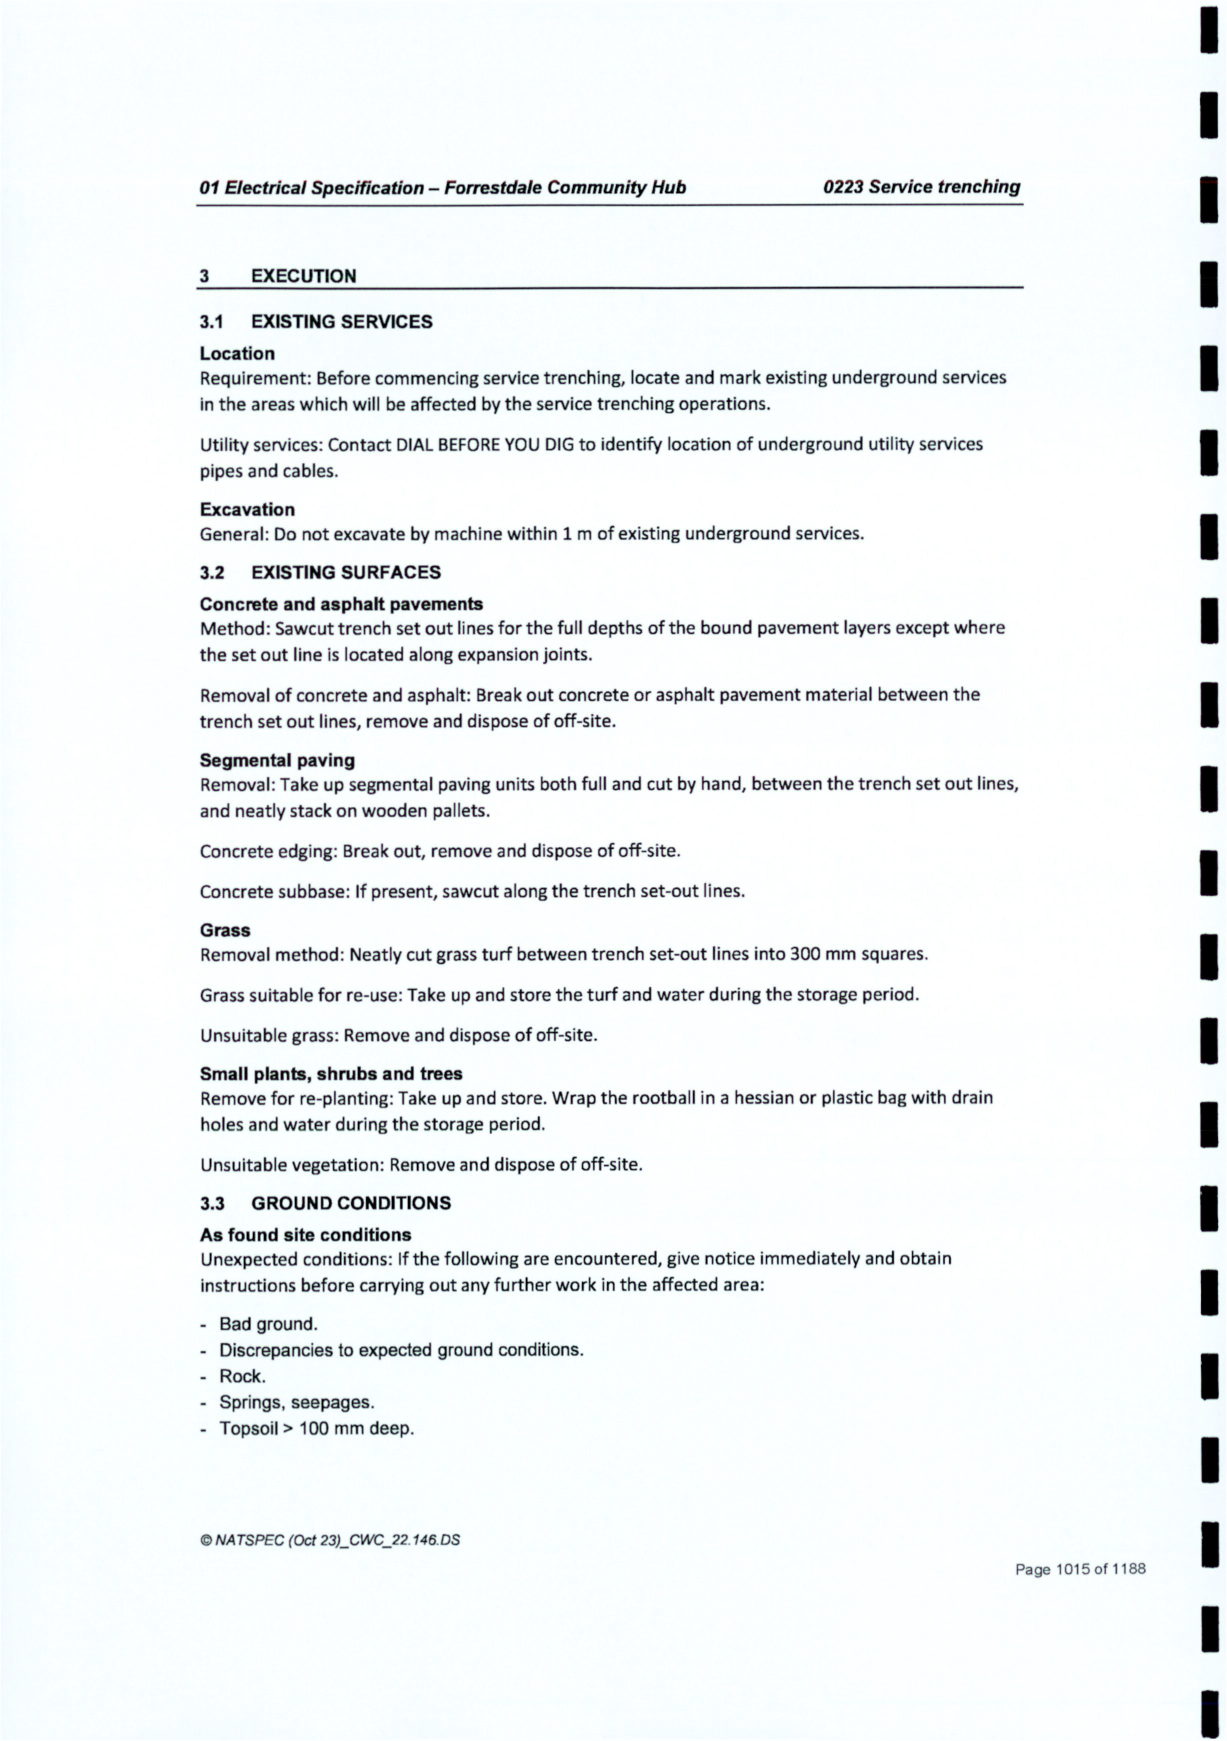 01 Electrical Specification – Forrestdale Community Hub 0223 Service trenching
3 EXECUTION
3.1 EXISTING SERVICES
Location
Requirement: Before commencing service trenching, locate and mark existing underground services
in the areas which will be affected by the service trenching operations.
Utility services: Contact DIAL BEFORE YOU DIG to identify location of underground utility services
pipes and cables.
Excavation
General: Do not excavate by machine within 1 m of existing underground services.
3.2 EXISTING SURFACES
Concrete and asphalt pavements
Method: Sawcut trench set out lines for the full depths of the bound pavement layers except where
the set out line is located along expansion joints.
Removal of concrete and asphalt: Break out concrete or asphalt pavement material between the
trench set out lines, remove and dispose of off-site.
Segmental paving
Removal: Take up segmental paving units both full and cut by hand, between the trench set out lines,
and neatly stack on wooden pallets.
Concrete edging: Break out, remove and dispose of off-site.
Concrete subbase: If present, sawcut along the trench set-out lines.
Grass
Removal method: Neatly cut grass turf between trench set-out lines into 300 mm squares.
Grass suitable for re-use: Take up and store the turf and water during the storage period.
Unsuitable grass: Remove and dispose of off-site.
Small plants, shrubs and trees
Remove for re-planting: Take up and store. Wrap the rootball in a hessian or plastic bag with drain
holes and water during the storage period.
Unsuitable vegetation: Remove and dispose of off-site.
3.3 GROUND CONDITIONS
As found site conditions
Unexpected conditions: If the following are encountered, give notice immediately and obtain
instructions before carrying out any further work in the affected area:
- Bad ground.
- Discrepancies to expected ground conditions.
- Rock.
- Springs, seepages.
- Topsoil > 100 mm deep.
© NATSPEC (Oct 23)_CWC_22.146.DS
Page 1015 of 1188